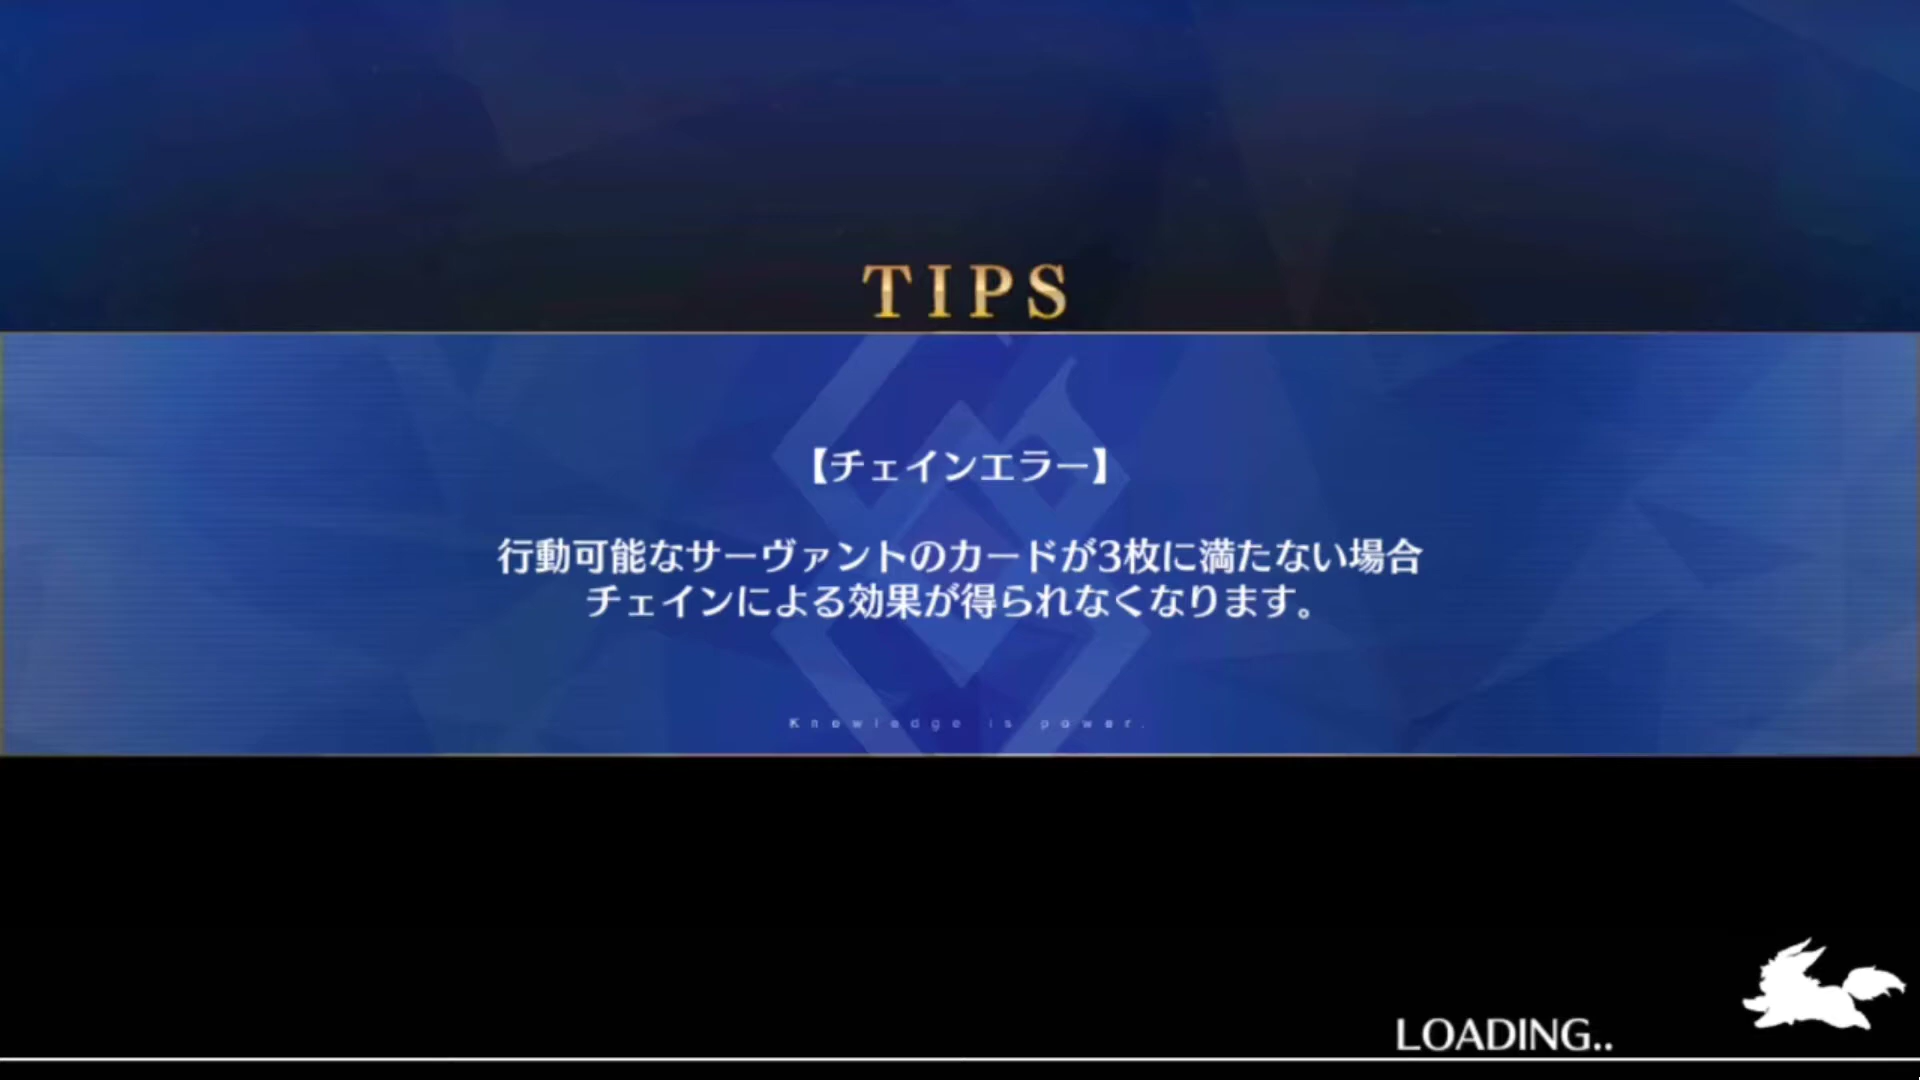 TIPS
【チェインエラー】
行動可能なサーヴァントのカードが3枚に満たない場合
チェインによる効果が得られなくなります。
Knowledge is power.
LOADING..